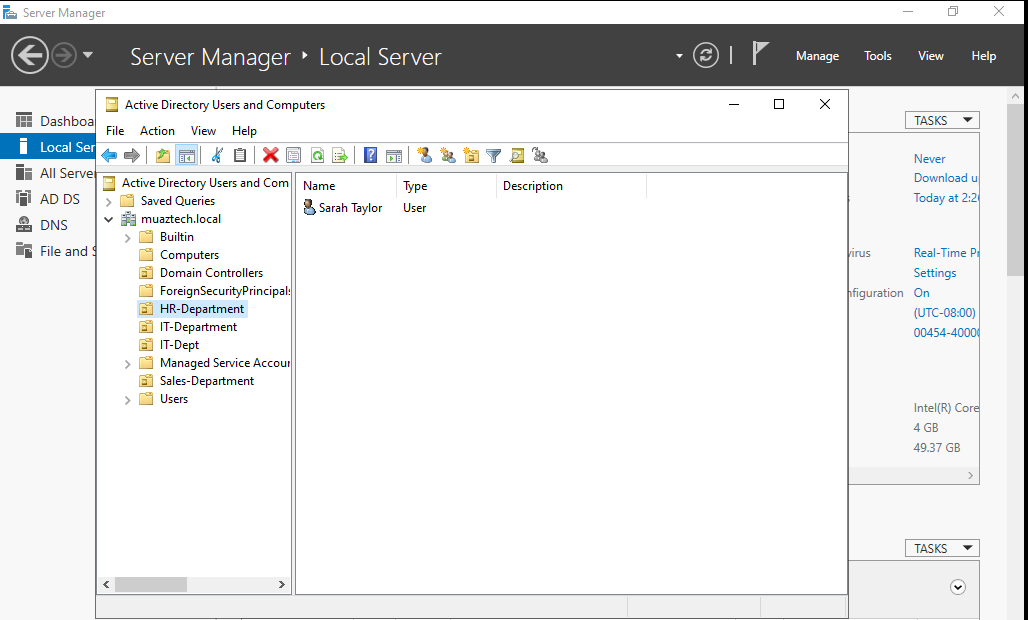 Server Manager
Server Manager ‣ Local Server
Manage Tools View Help
Dashboa
Local Ser
All Server
AD DS
DNS
File and S
Active Directory Users and Computers
File Action View Help
Active Directory Users and Com
Saved Queries
muaztech.local
Builtin
Computers
Domain Controllers
ForeignSecurityPrincipals
HR-Department
IT-Department
IT-Dept
Managed Service Accour
Sales-Department
Users
Name Type Description
Sarah Taylor User
TASKS
Never
Download u
Today at 2:20
virus Real-Time Pr
Settings
nfiguration On
(UTC-08:00)
00454-40000
Intel(R) Core
4 GB
49.37 GB
TASKS